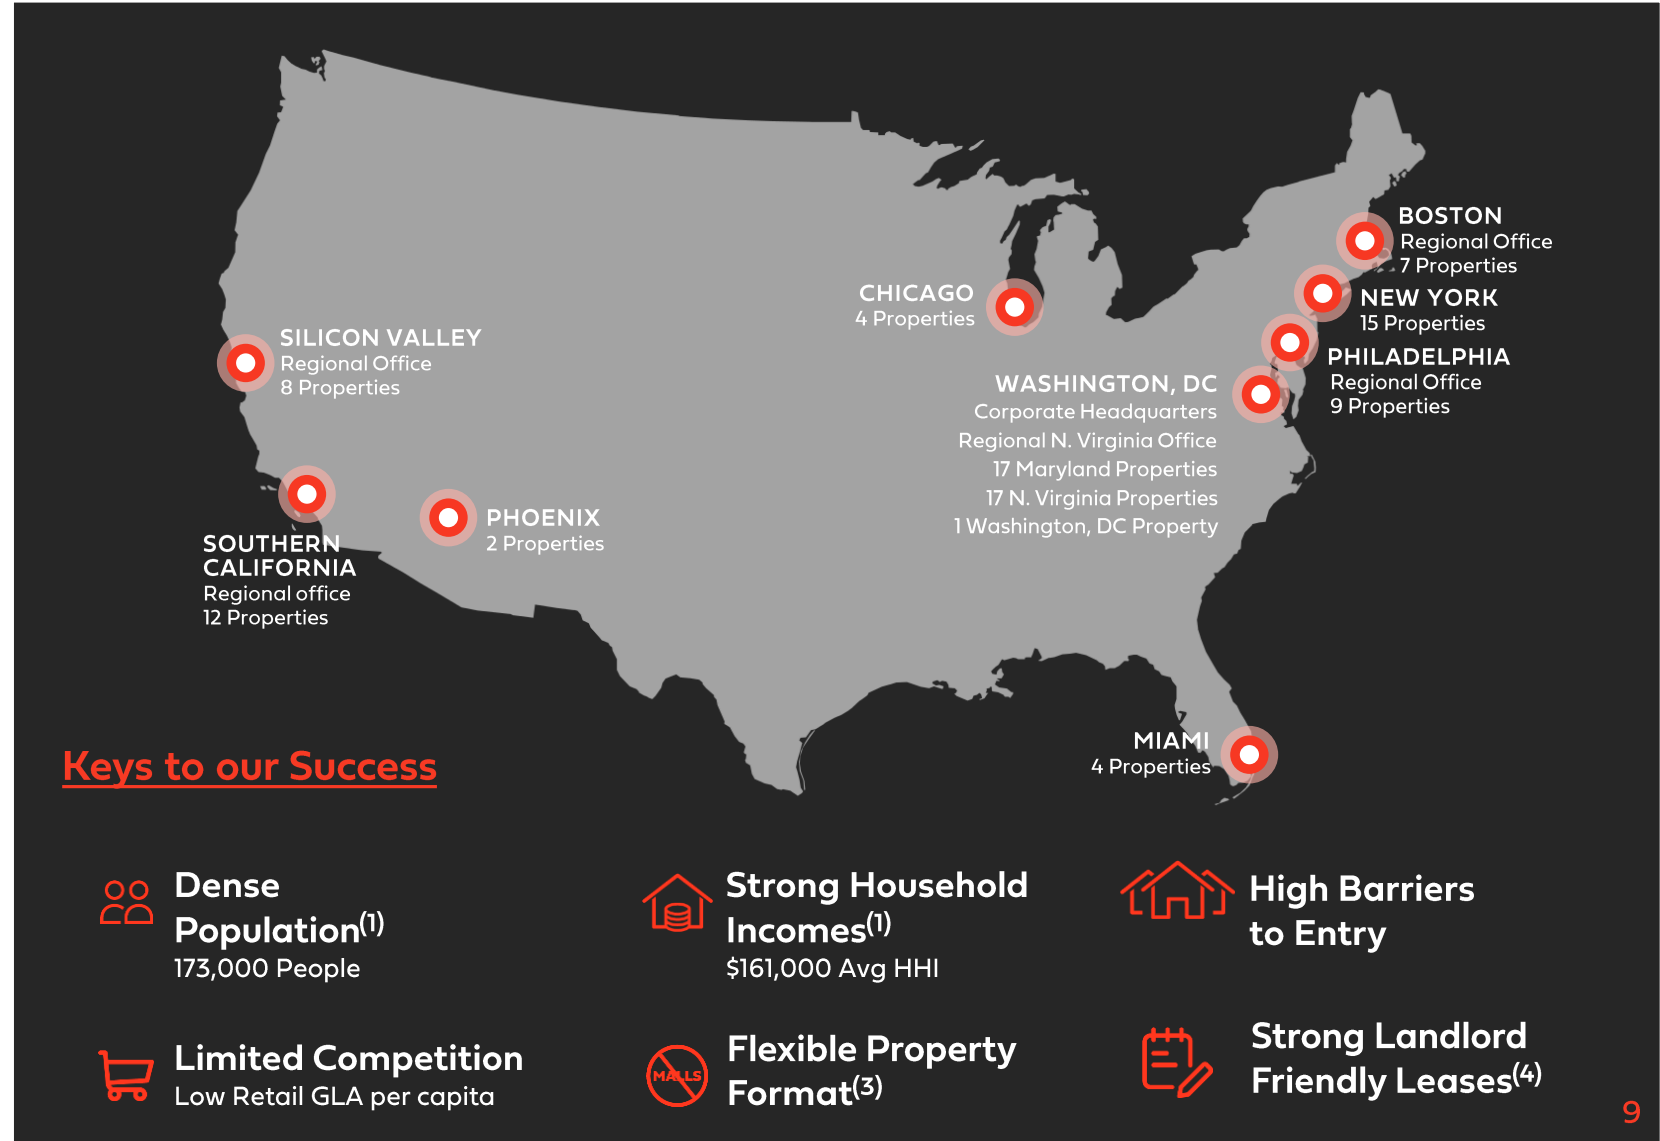 BOSTON
Regional Office
7 Properties
CHICAGO
4 Properties
NEW YORK
15 Properties
SILICON VALLEY
Regional Office
8 Properties
PHILADELPHIA
Regional Office
9 Properties
WASHINGTON, DC
Corporate Headquarters
Regional N. Virginia Office
17 Maryland Properties
17 N. Virginia Properties
1 Washington, DC Property
PHOENIX
2 Properties
SOUTHERN
CALIFORNIA
Regional office
12 Properties
MIAMI
4 Properties
Keys to our Success
Dense
Population(1)
173,000 People
Strong Household
Incomes(1)
$161,000 Avg HHI
High Barriers
to Entry
Limited Competition
Low Retail GLA per capita
MALLS
Flexible Property
Format(3)
Strong Landlord
Friendly Leases(4)
9